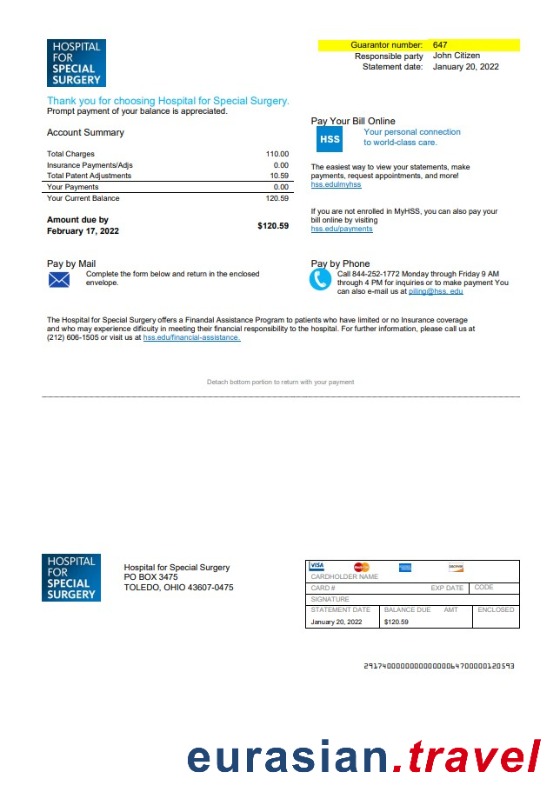 HOSPITAL
FOR
SPECIAL
SURGERY
Guarantor number: 647
Responsible party John Citizen
Statement date: January 20, 2022
Thank you for choosing Hospital for Special Surgery.
Prompt payment of your balance is appreciated.
Account Summary
Total Charges 110.00
Insurance Payments/Adjs 0.00
Total Patent Adjustments 10.59
Your Payments 0.00
Your Current Balance 120.59
Amount due by
February 17, 2022 $120.59
Pay Your Bill Online
HSS
Your personal connection
to world-class care.
The easiest way to view your statements, make
payments, request appointments, and more!
hss.edulmyhss
If you are not enrolled in MyHSS, you can also pay your
bill online by visiting
hss.edu/payments
Pay by Mail
Complete the form below and return in the enclosed
envelope.
Pay by Phone
Call 844-252-1772 Monday through Friday 9 AM
through 4 PM for inquiries or to make payment You
can also e-mail us at piling@hss, edu
The Hospital for Special Surgery offers a Finandal Assistance Program to patients who have limited or no Insurance coverage
and who may experience dificuty in meeting their financial responsibility to the hospital. For further information, please call us at
(212) 606-1505 or visit us at hss.edu/financial-assistance.
Detach bottom portion to return with your payment
HOSPITAL
FOR
SPECIAL
SURGERY
Hospital for Special Surgery
PO BOX 3475
TOLEDO, OHIO 43607-0475
VISA
CARDHOLDER NAME
CARD # EXP DATE CODE
SIGNATURE
STATEMENT DATE BALANCE DUE AMT ENCLOSED
January 20, 2022 $120.59
eurasian.travel